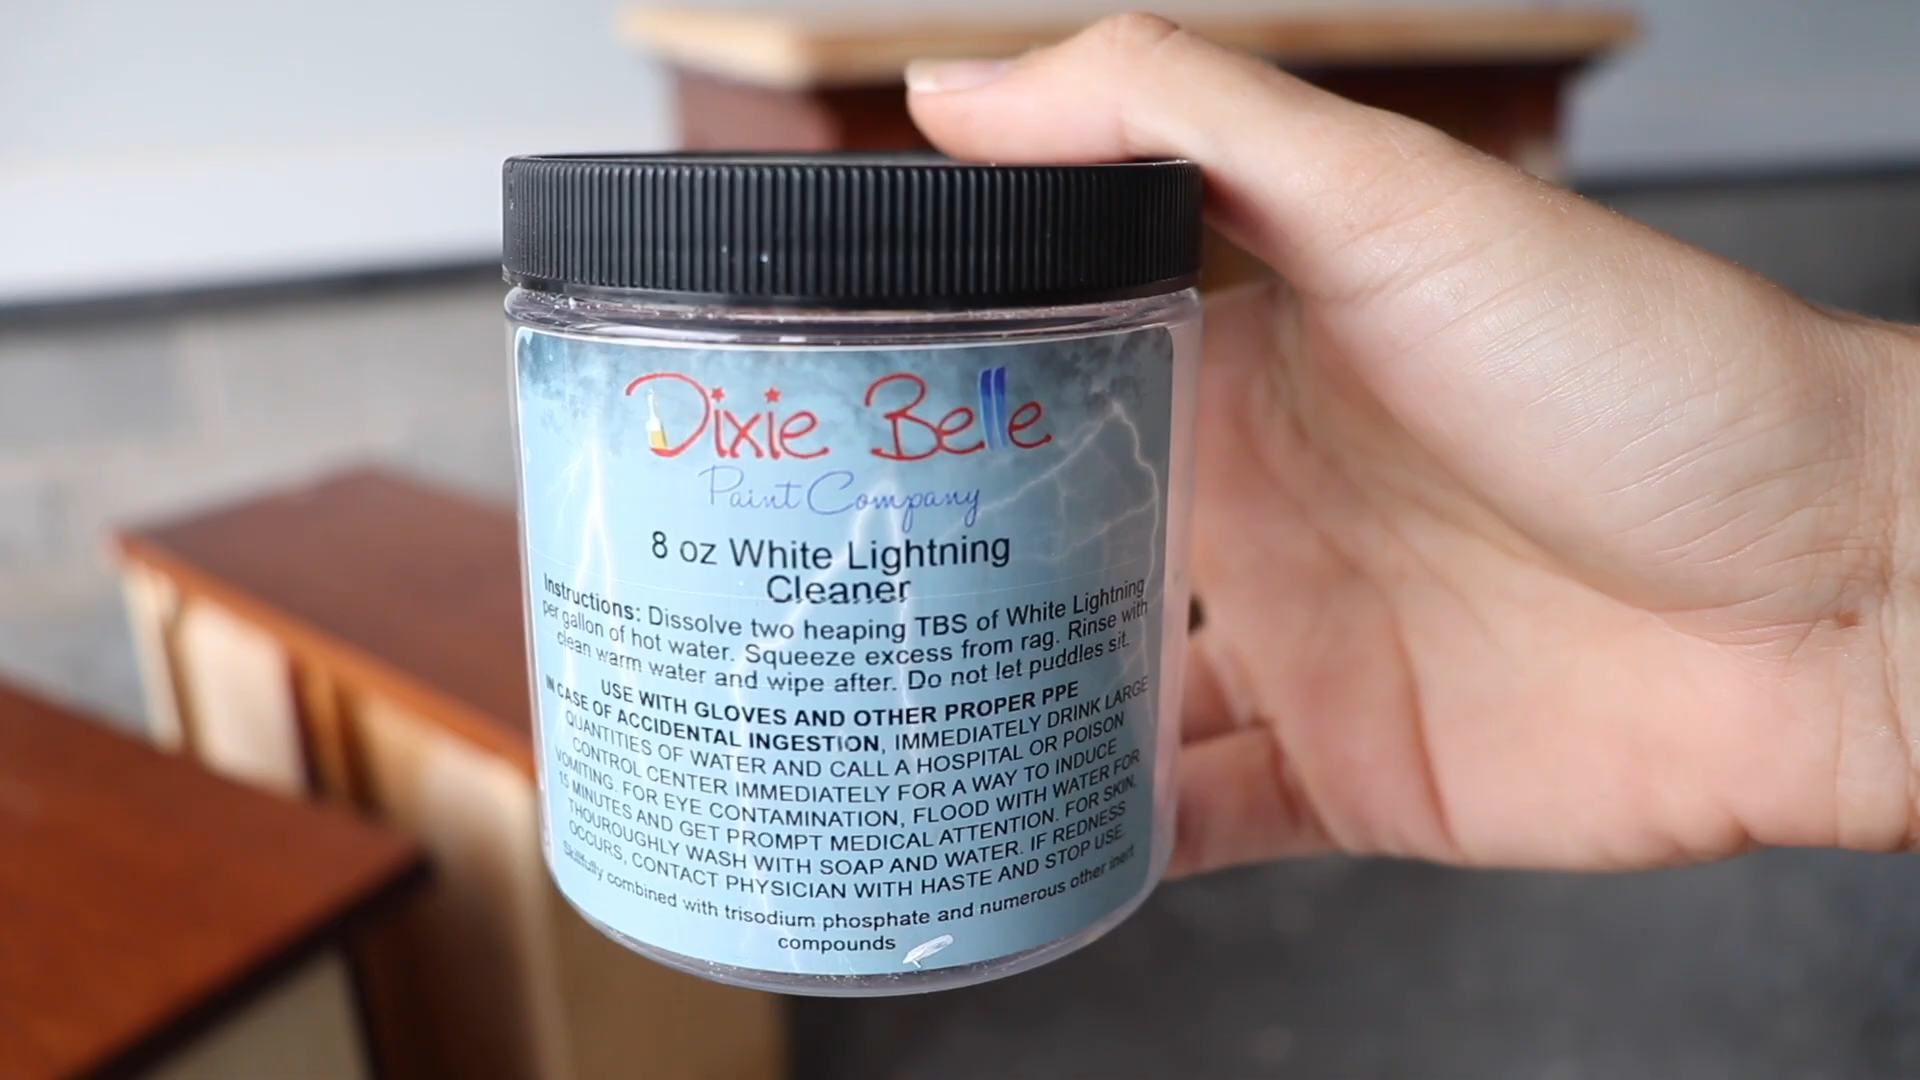 Dixie Belle
Paint Company
8 oz White Lightning
Cleaner
Instructions: Dissolve two heaping TBS of White Lightning
per gallon of hot water. Squeeze excess from rag. Rinse with
clean warm water and wipe after. Do not let puddles sit.
USE WITH GLOVES AND OTHER PROPER PPE
IN CASE OF ACCIDENTAL INGESTION, IMMEDIATELY DRINK LARGE
QUANTITIES OF WATER AND CALL A HOSPITAL OR POISON
CONTROL CENTER IMMEDIATELY FOR A WAY TO INDUCE
VOMITING. FOR EYE CONTAMINATION, FLOOD WITH WATER FOR
15 MINUTES AND GET PROMPT MEDICAL ATTENTION. FOR SKIN,
THOUROUGHLY WASH WITH SOAP AND WATER. IF REDNESS
OCCURS, CONTACT PHYSICIAN WITH HASTE AND STOP USE.
Skillfully combined with trisodium phosphate and numerous other inert
compounds